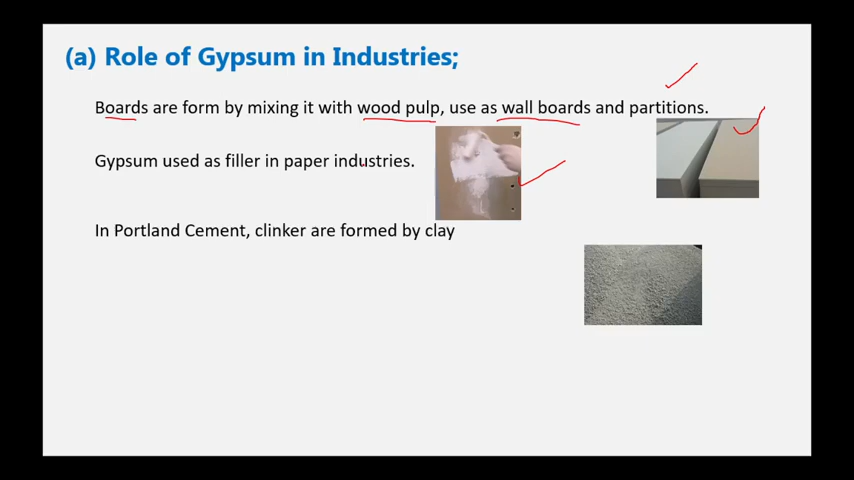 (a) Role of Gypsum in Industries;
Boards are form by mixing it with wood pulp, use as wall boards and partitions.
Gypsum used as filler in paper industries.
In Portland Cement, clinker are formed by clay